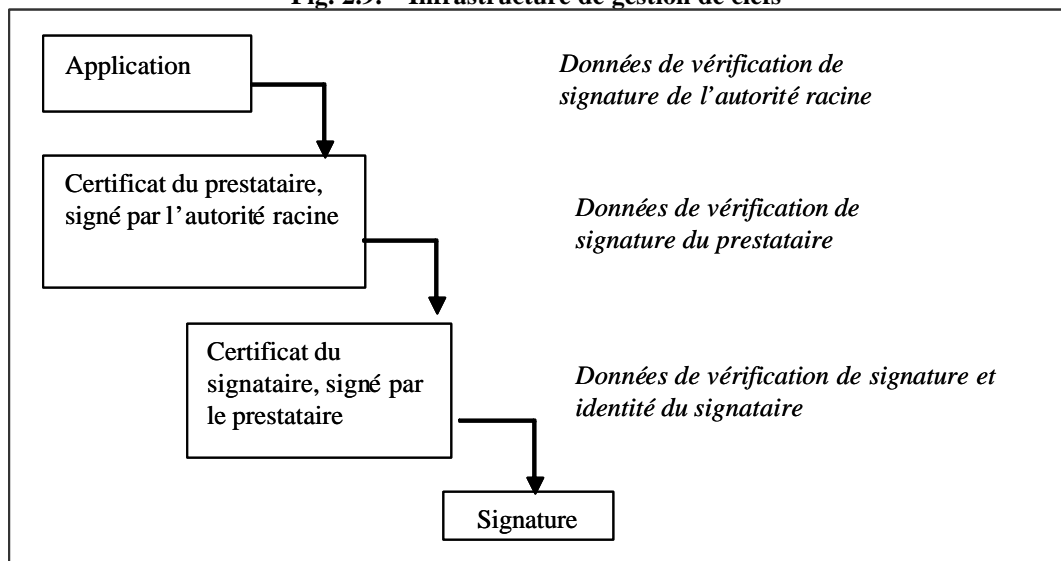 Fig. 2.9. – Infrastructure de gestion de clefs
Application
Données de vérification de
signature de l’autorité racine
Certificat du prestataire,
signé par l’autorité racine
Données de vérification de
signature du prestataire
Certificat du
signataire, signé par
le prestataire
Données de vérification de signature et
identité du signataire
Signature